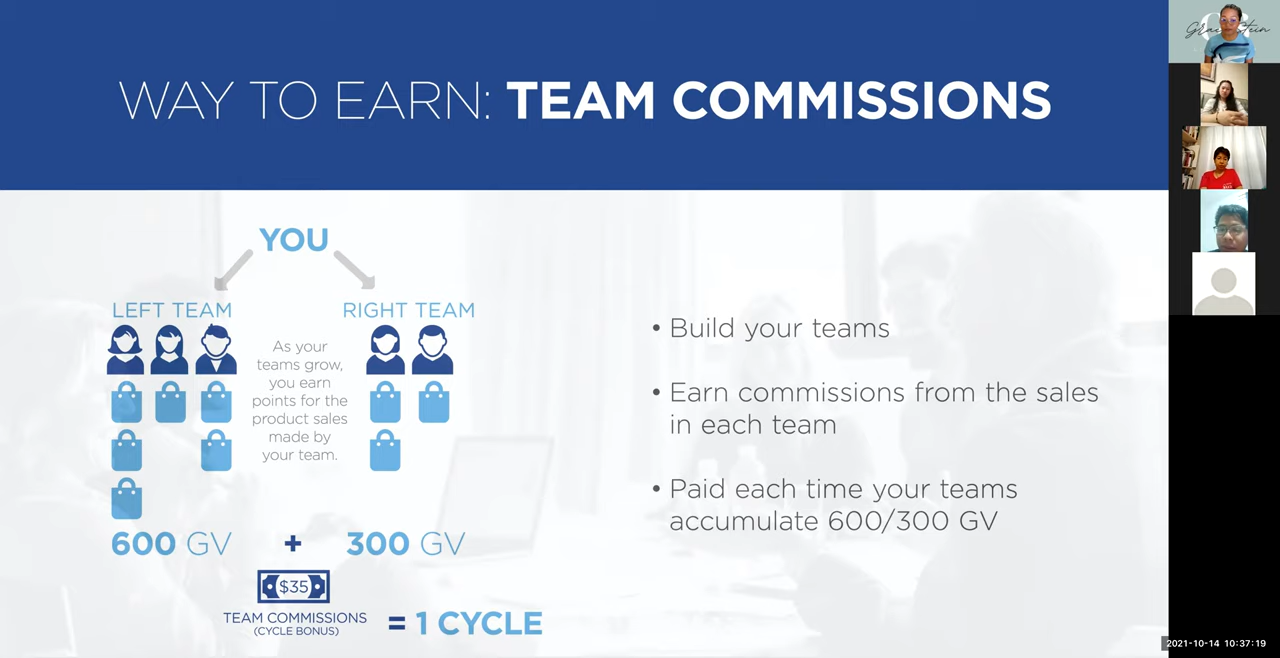 WAY TO EARN: TEAM COMMISSIONS
YOU
LEFT TEAM
RIGHT TEAM
As your
teams grow,
you earn
points for the
product sales
made by
your team.
600 GV
+
300 GV
$35
TEAM COMMISSIONS
(CYCLE BONUS)
= 1 CYCLE
• Build your teams
• Earn commissions from the sales
in each team
• Paid each time your teams
accumulate 600/300 GV
2021-10-14 10:37:19